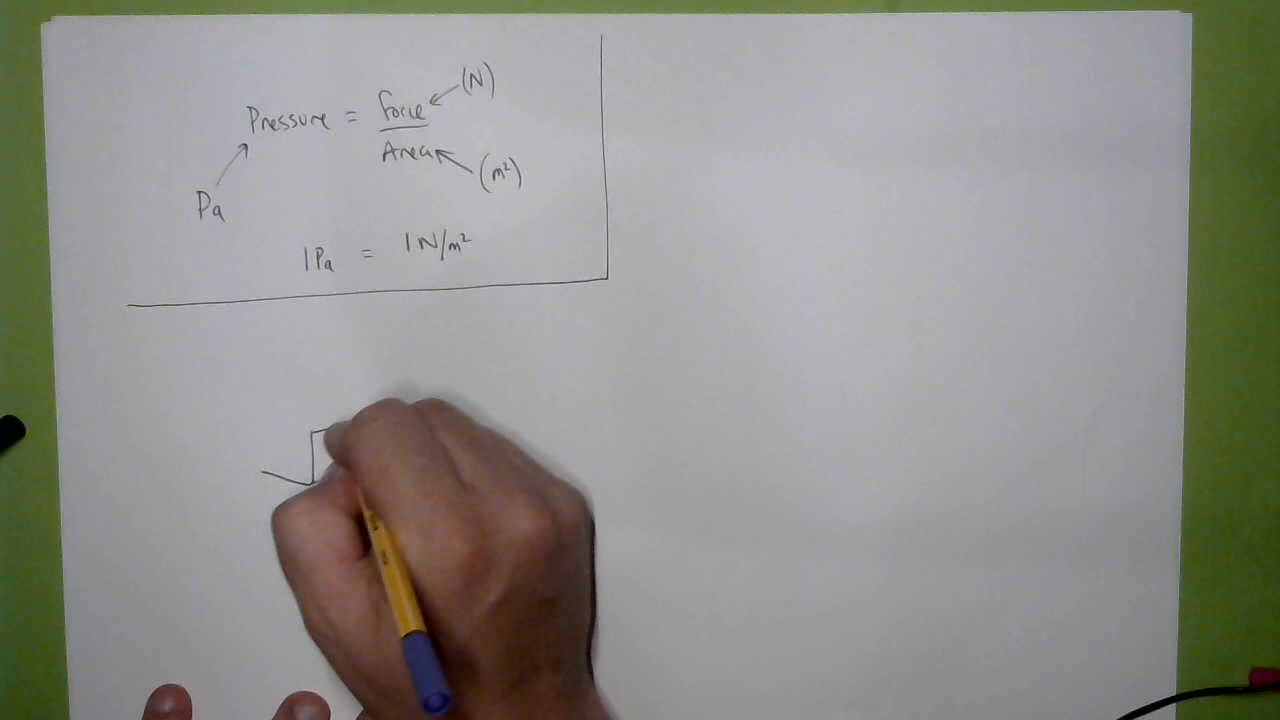 Pressure = Force (N)
Area (m²)
Pa
1Pa = 1N/m²